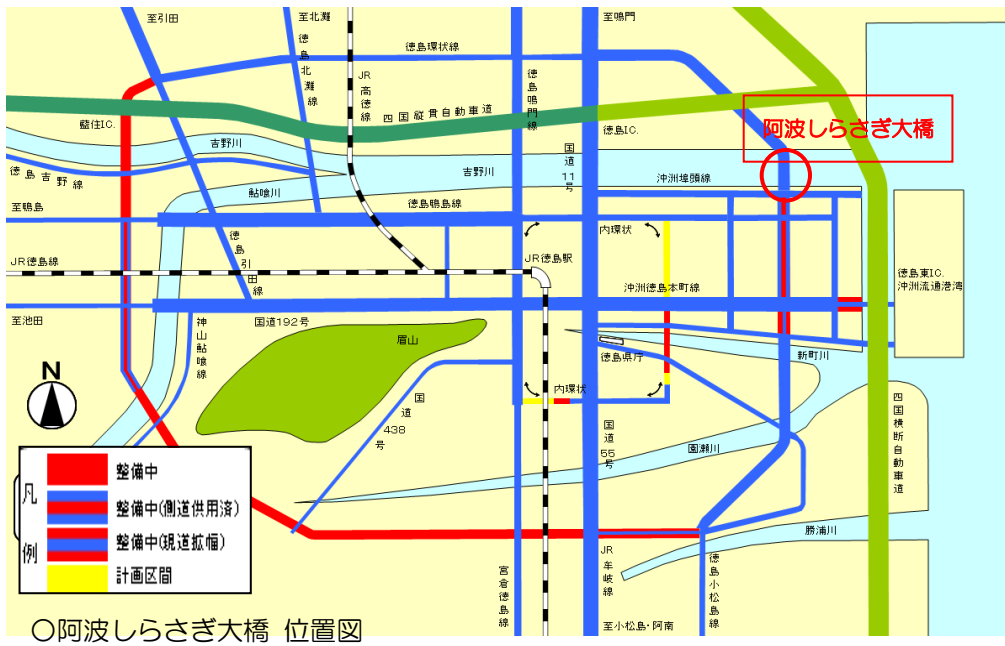 至引田
至北灘
至鳴門
徳島環状線
徳島北灘線
JR高徳線
徳島鳴門線
四国縦貫自動車道
藍住IC.
徳島IC.
阿波しらさぎ大橋
吉野川
吉野川
国道11号
徳島吉野線
鮎喰川
沖洲埠頭線
至鴨島
徳島鴨島線
徳島引田線
内環状
JR徳島線
JR徳島駅
徳島東IC.
沖洲流通港湾
沖洲徳島本町線
至池田
国道192号
神山鮎喰線
眉山
徳島県庁
新町川
N
内環状
国道438号
国道55号
四国横断自動車道
園瀬川
凡例
整備中
整備中(側道供用済)
整備中(現道拡幅)
計画区間
勝浦川
宮倉徳島線
JR牟岐線
徳島小松島線
至小松島・阿南
○阿波しらさぎ大橋 位置図